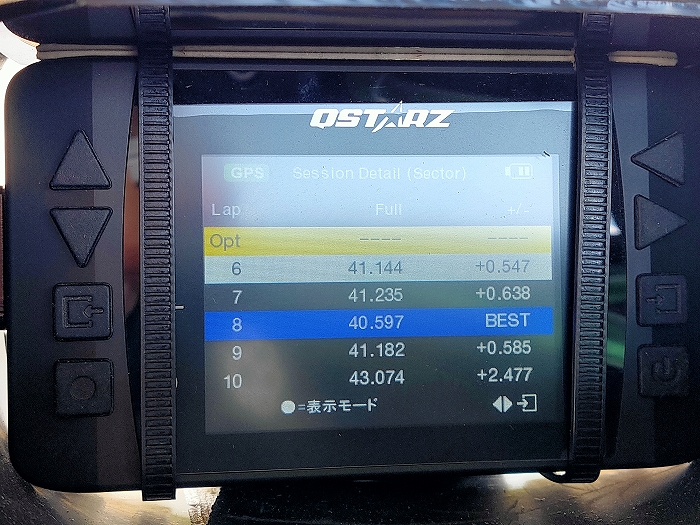 QSTARZ
GPS Session Detail (Sector)
Lap Full +/-
Opt ---- ----
6 41.144 +0.547
7 41.235 +0.638
8 40.597 BEST
9 41.182 +0.585
10 43.074 +2.477
●=表示モード